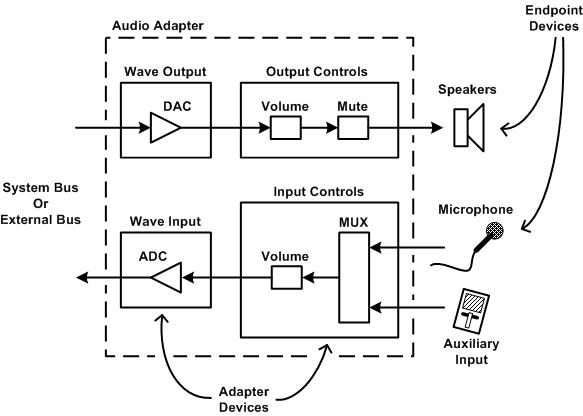 Audio Adapter
Endpoint
Devices
Wave Output
Output Controls
Speakers
DAC
Volume
Mute
System Bus
Or
External Bus
Input Controls
Wave Input
MUX
Microphone
ADC
Volume
Auxiliary
Input
Adapter
Devices